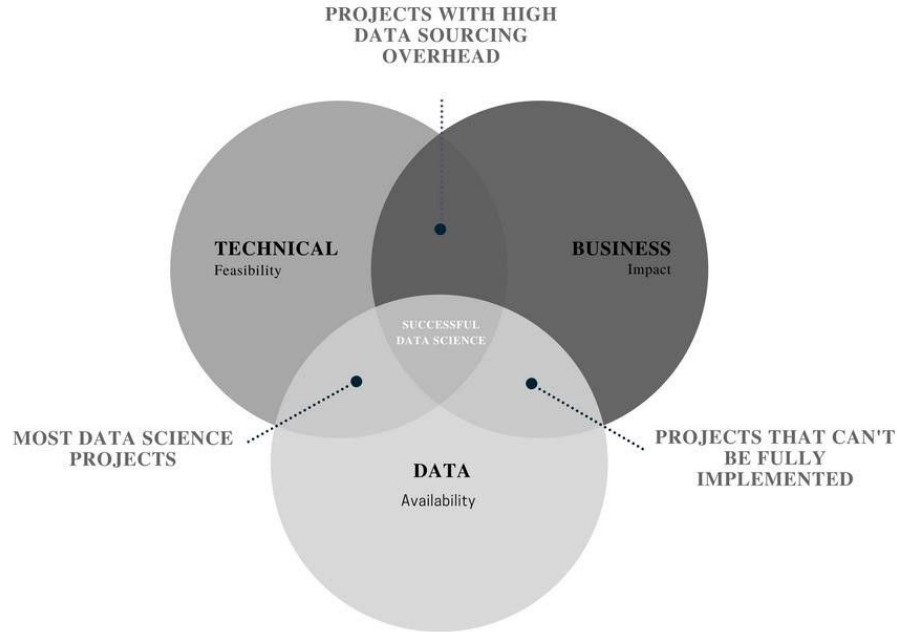 PROJECTS WITH HIGH
DATA SOURCING
OVERHEAD
TECHNICAL
Feasibility
BUSINESS
Impact
SUCCESSFUL
DATA SCIENCE
MOST DATA SCIENCE
PROJECTS
PROJECTS THAT CAN'T
BE FULLY
IMPLEMENTED
DATA
Availability